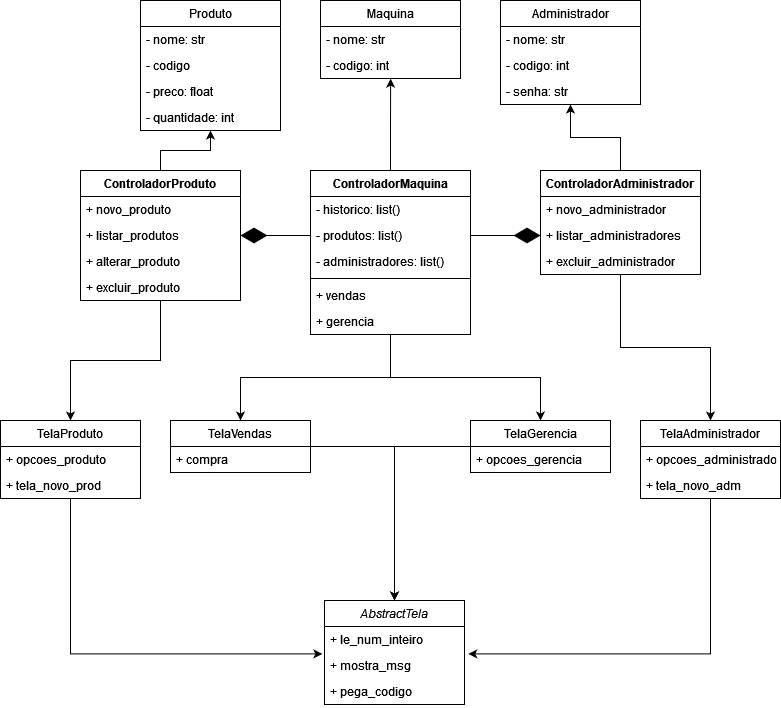 Produto
- nome: str
- codigo
- preco: float
- quantidade: int
Maquina
- nome: str
- codigo: int
Administrador
- nome: str
- codigo: int
- senha: str
ControladorProduto
+ novo_produto
+ listar_produtos
+ alterar_produto
+ excluir_produto
ControladorMaquina
- historico: list()
- produtos: list()
- administradores: list()
+ vendas
+ gerencia
ControladorAdministrador
+ novo_administrador
+ listar_administradores
+ excluir_administrador
TelaProduto
+ opcoes_produto
+ tela_novo_prod
TelaVendas
+ compra
TelaGerencia
+ opcoes_gerencia
TelaAdministrador
+ opcoes_administrado
+ tela_novo_adm
AbstractTela
+ le_num_inteiro
+ mostra_msg
+ pega_codigo